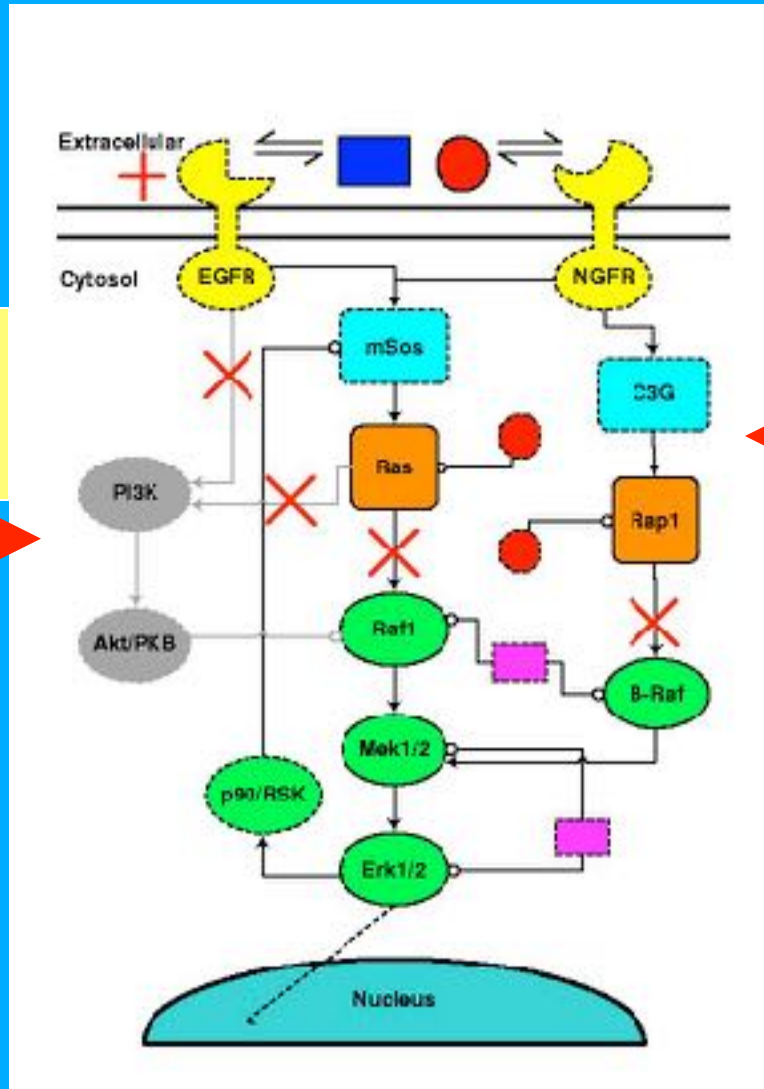 Extracellular
Cytosol
EGFR
NGFR
mSos
C3G
Ras
PI3K
Rap1
Raf1
Akt/PKB
B-Raf
Mek1/2
p90/RSK
Erk1/2
Nucleus